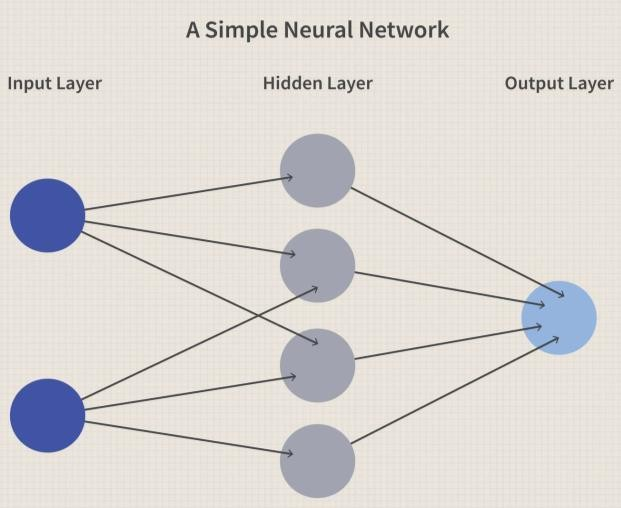 A Simple Neural Network
Input Layer
Hidden Layer
Output Layer